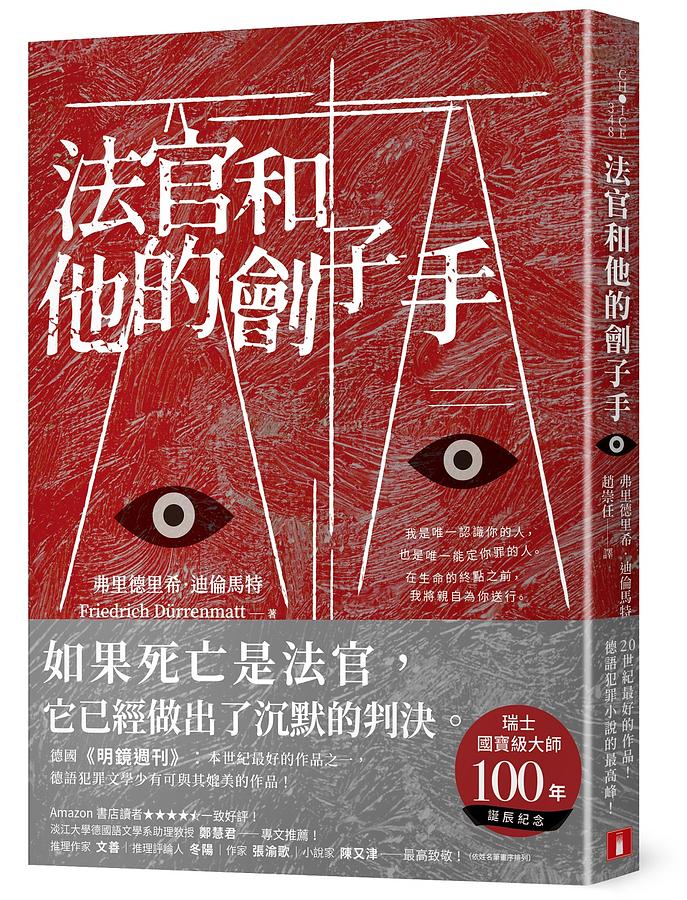 法官和
他的劊子手
我是唯一認識你的人，
也是唯一能定你罪的人。
在生命的終點之前，
我將親自為你送行。
弗里德里希·迪倫馬特
Friedrich Dürrenmatt — 著
如果死亡是法官，
它已經做出了沉默的判決。
德國《明鏡週刊》：本世紀最好的作品之一，
德語犯罪文學少有可與其媲美的作品！
Amazon 書店讀者★★★★⯪一致好評！
淡江大學德國語文學系助理教授 鄭慧君 —— 專文推薦！
推理作家 文善｜推理評論人 冬陽｜作家 張渝歌｜小說家 陳又津 —— 最高致敬！（依姓名筆畫序排列）
瑞士
國寶級大師
100年
誕辰紀念
CHOICE
348
法官和他的劊子手
弗里德里希·迪倫馬特
趙崇任 — 譯
20世紀最好的作品！
德語犯罪小說的最高峰！